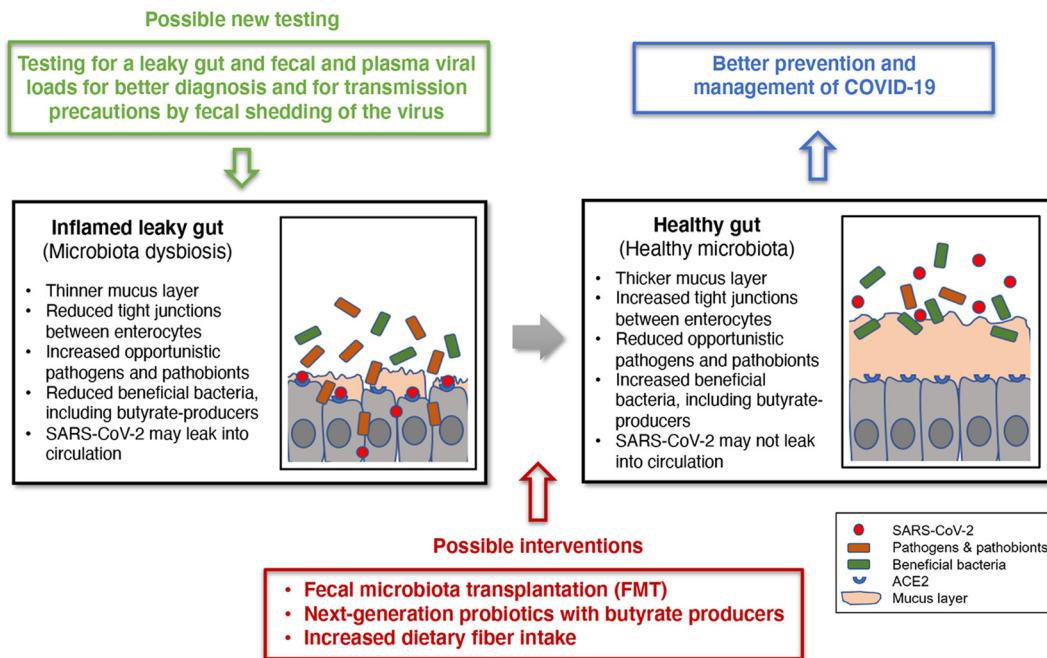 Possible new testing
Testing for a leaky gut and fecal and plasma viral
loads for better diagnosis and for transmission
precautions by fecal shedding of the virus
Better prevention and
management of COVID-19
Inflamed leaky gut
(Microbiota dysbiosis)
• Thinner mucus layer
• Reduced tight junctions
between enterocytes
• Increased opportunistic
pathogens and pathobionts
• Reduced beneficial bacteria,
including butyrate-producers
• SARS-CoV-2 may leak into
circulation
Healthy gut
(Healthy microbiota)
• Thicker mucus layer
• Increased tight junctions
between enterocytes
• Reduced opportunistic
pathogens and pathobionts
• Increased beneficial
bacteria, including butyrate-
producers
• SARS-CoV-2 may not leak
into circulation
Possible interventions
• Fecal microbiota transplantation (FMT)
• Next-generation probiotics with butyrate producers
• Increased dietary fiber intake
SARS-CoV-2
Pathogens & pathobionts
Beneficial bacteria
ACE2
Mucus layer